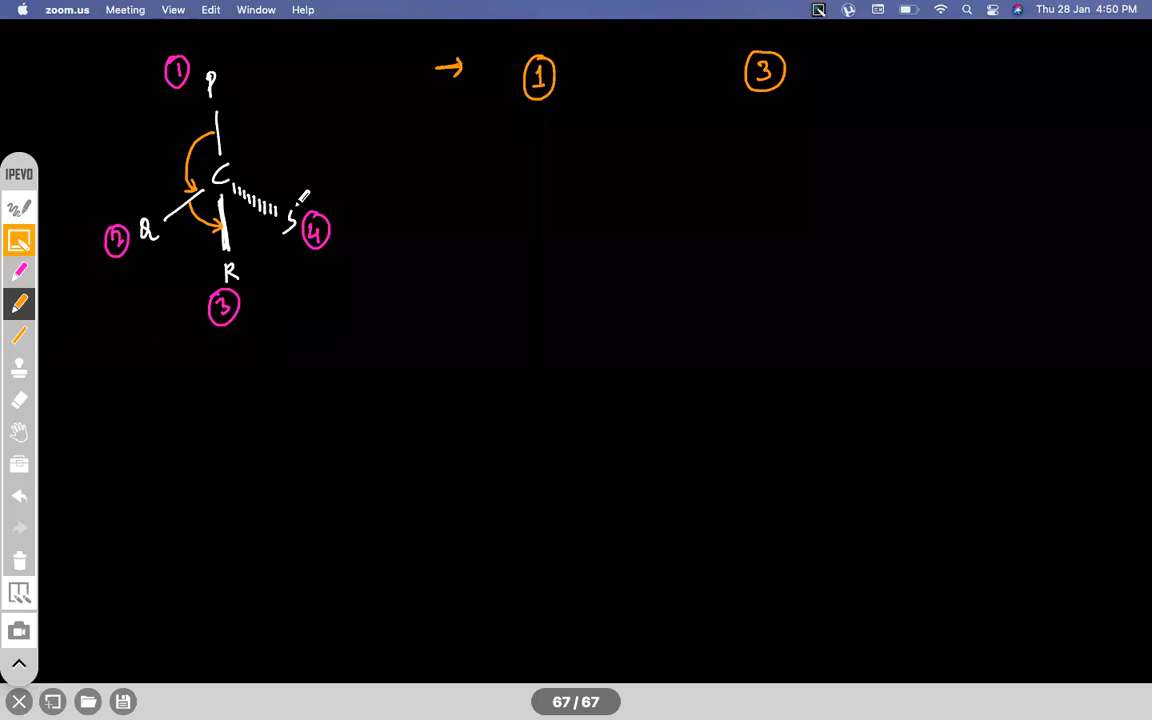 zoom.us Meeting View Edit Window Help Thu 28 Jan 4:50 PM
1 P → 1 3
C
IPEVO
2 Q S 4
R
3
67/67